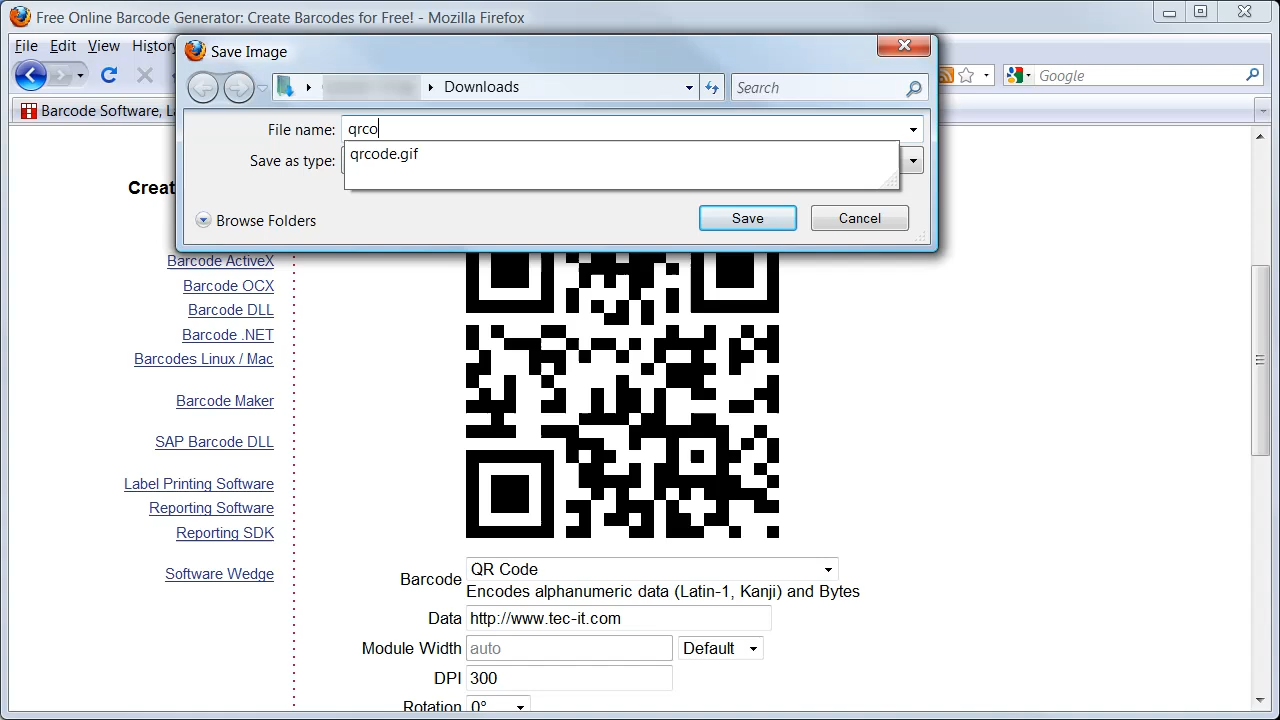 Free Online Barcode Generator: Create Barcodes for Free! - Mozilla Firefox
File Edit View
Save Image
Downloads
Search
Google
Barcode Software,
File name: qrco
qrcode.gif
Save as type:
Browse Folders
Save
Cancel
Barcode ActiveX
Barcode OCX
Barcode DLL
Barcode .NET
Barcodes Linux / Mac
Barcode Maker
SAP Barcode DLL
Label Printing Software
Reporting Software
Reporting SDK
Software Wedge
Barcode QR Code
Encodes alphanumeric data (Latin-1, Kanji) and Bytes
Data http://www.tec-it.com
Module Width auto Default
DPI 300
Rotation 0°